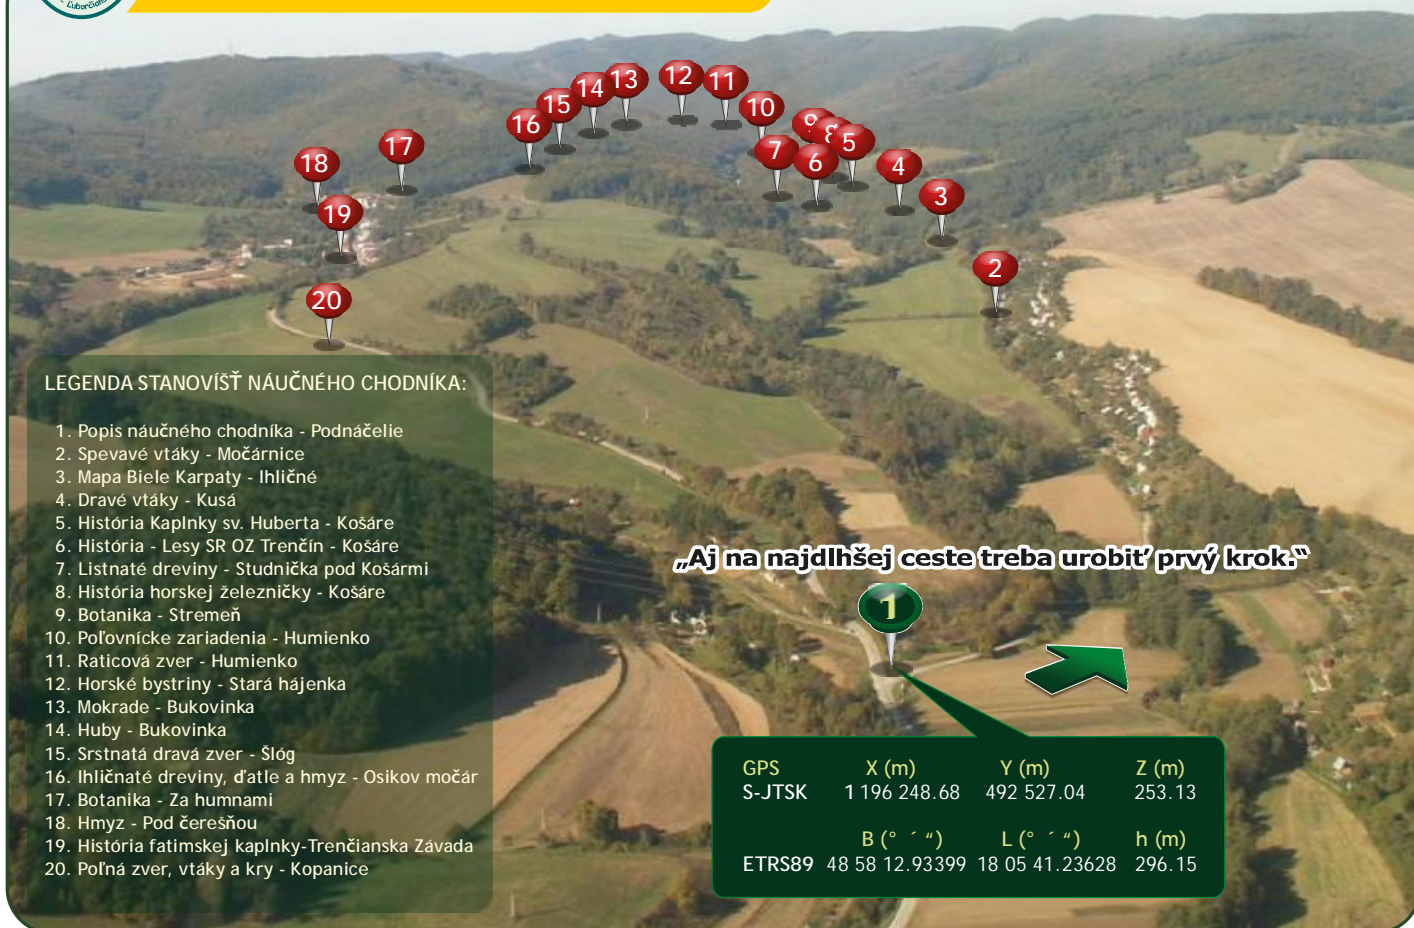 Ľuborčians
12
13
11
14
15
10
9
16
8
5
17
7
6
18
4
3
19
2
20
LEGENDA STANOVÍŠŤ NÁUČNÉHO CHODNÍKA:
1. Popis náučného chodníka - Podnáčelie
2. Spevavé vtáky - Močárnice
3. Mapa Biele Karpaty - Ihličné
4. Dravé vtáky - Kusá
5. História Kaplnky sv. Huberta - Košáre
6. História - Lesy SR OZ Trenčín - Košáre
7. Listnaté dreviny - Studnička pod Košármi
8. História horskej železničky - Košáre
9. Botanika - Stremeň
10. Poľovnícke zariadenia - Humienko
11. Raticová zver - Humienko
12. Horské bystriny - Stará hájenka
13. Mokrade - Bukovinka
14. Huby - Bukovinka
15. Srstnatá dravá zver - Šlóg
16. Ihličnaté dreviny, ďatle a hmyz - Osikov močár
17. Botanika - Za humnami
18. Hmyz - Pod čerešňou
19. História fatimskej kaplnky-Trenčianska Závada
20. Poľná zver, vtáky a kry - Kopanice
„Aj na najdlhšej ceste treba urobiť prvý krok.“
1
GPS X (m) Y (m) Z (m)
S-JTSK 1 196 248.68 492 527.04 253.13
B (° ´ “) L (° ´ “) h (m)
ETRS89 48 58 12.93399 18 05 41.23628 296.15